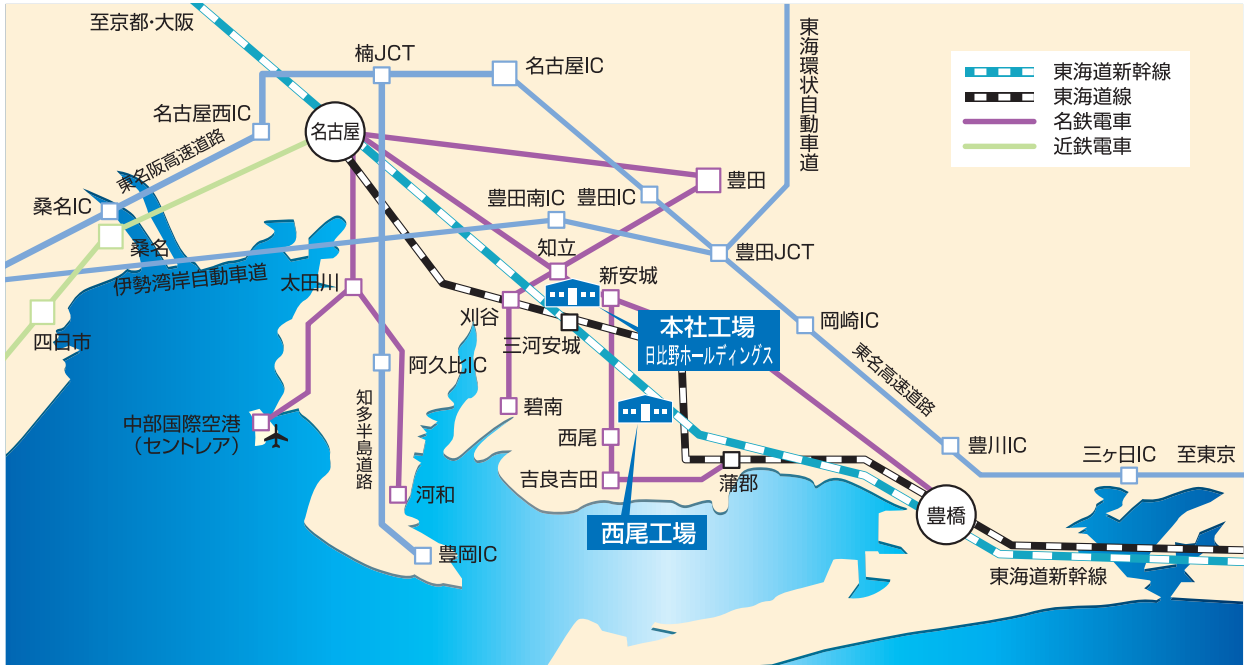 至京都・大阪
楠JCT
名古屋IC
東海環状自動車道
東海道新幹線
東海道線
名鉄電車
近鉄電車
名古屋西IC
名古屋
東名阪高速道路
豊田
豊田IC
豊田南IC
桑名IC
桑名
知立
豊田JCT
伊勢湾岸自動車道
太田川
新安城
刈谷
三河安城
本社工場
日比野ホールディングス
岡崎IC
四日市
阿久比IC
東名高速道路
知多半島道路
碧南
中部国際空港
（セントレア）
西尾
豊川IC
三ヶ日IC
至東京
吉良吉田
蒲郡
河和
豊橋
西尾工場
豊岡IC
東海道新幹線